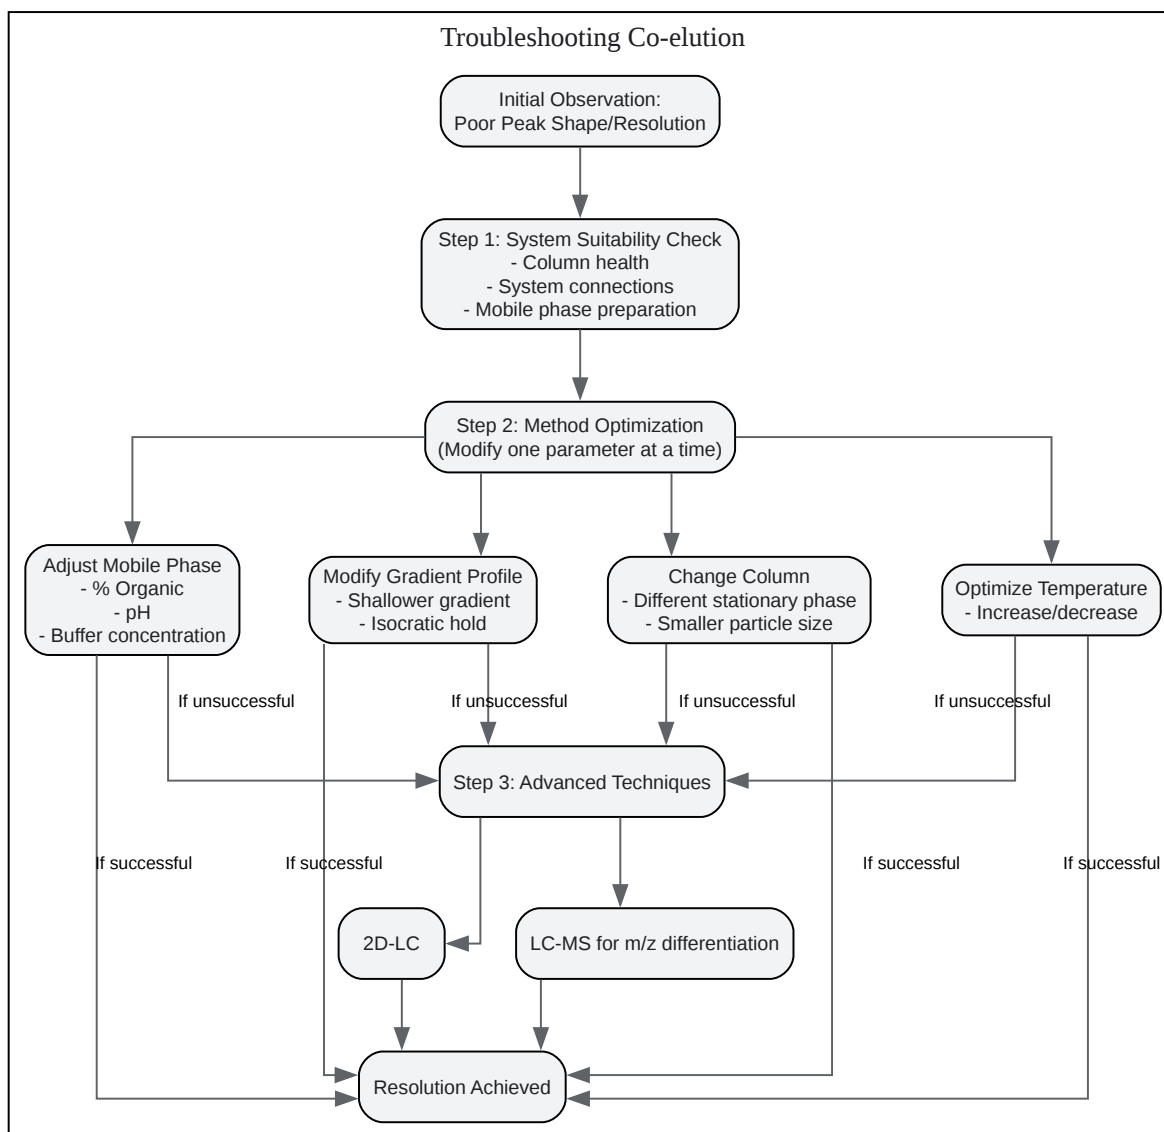 Troubleshooting Co-elution
Initial Observation:
Poor Peak Shape/Resolution
Step 1: System Suitability Check
- Column health
- System connections
- Mobile phase preparation
Step 2: Method Optimization
(Modify one parameter at a time)
Adjust Mobile Phase
- % Organic
- pH
- Buffer concentration
Modify Gradient Profile
- Shallower gradient
- Isocratic hold
Change Column
- Different stationary phase
- Smaller particle size
Optimize Temperature
- Increase/decrease
If unsuccessful
If unsuccessful
If unsuccessful
If unsuccessful
Step 3: Advanced Techniques
If successful
If successful
If successful
If successful
2D-LC
LC-MS for m/z differentiation
Resolution Achieved